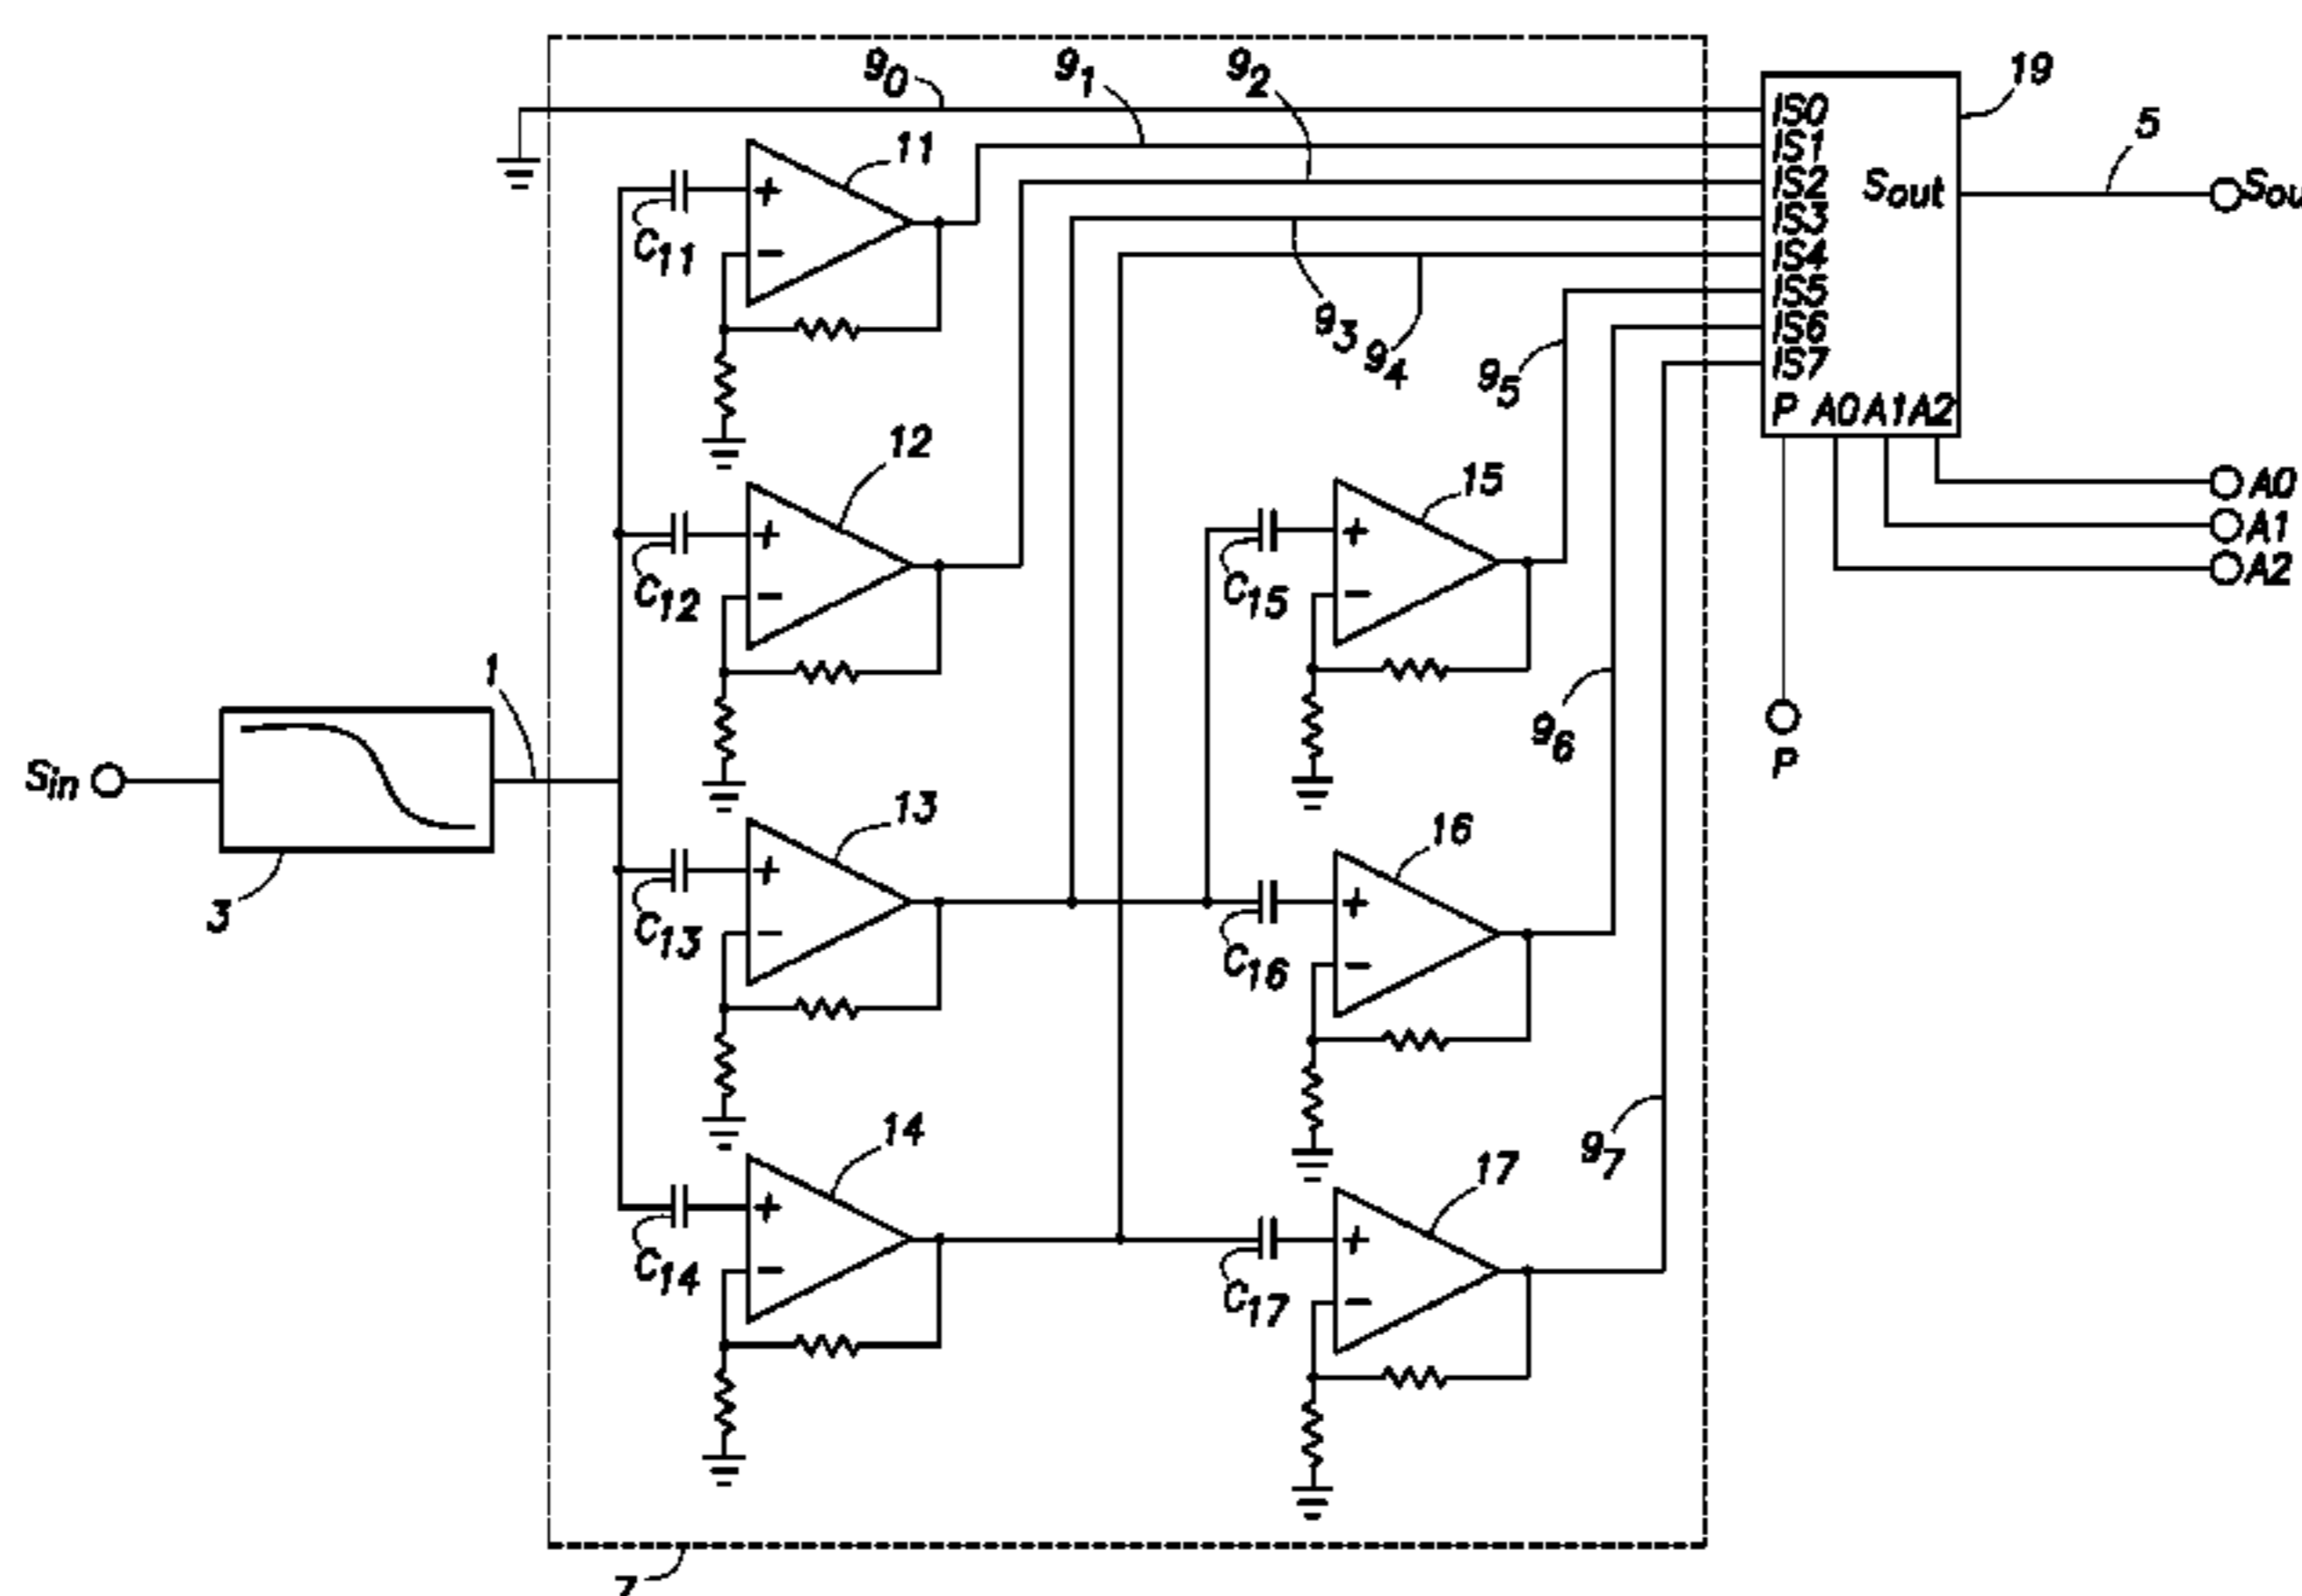 9₀ 9₁ 9₂ 19
IS0
11 IS1 5
+ IS2 Sout Sou
C₁₁ IS3
− IS4
IS5
9₃ IS6
9₄ 9₅ IS7
P A0 A1 A2
12 15 A0
+ + A1
C₁₂ C₁₅ A2
− −
1
9₆
Sin P
13 16
3
+ +
C₁₃ C₁₆
− −
14 9₇
17
+ +
C₁₄ C₁₇
− −
7